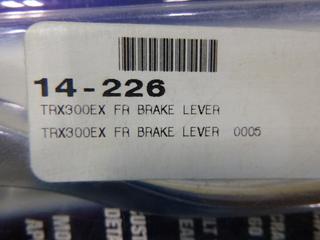 14-226
TRX300EX FR BRAKE LEVER
TRX300EX FR BRAKE LEVER 0005